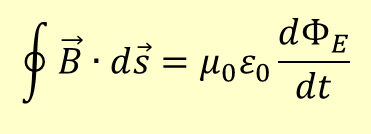 ∮ B⃗ · ds⃗ = μ₀ε₀ dΦ_E/dt